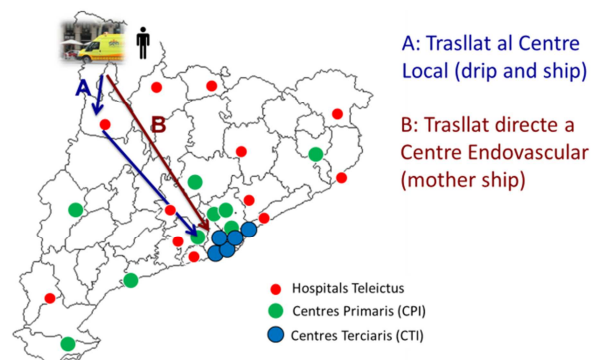 A: Trasllat al Centre
Local (drip and ship)
B: Trasllat directe a
Centre Endovascular
(mother ship)
A
B
Hospitals Teleictus
Centres Primaris (CPI)
Centres Terciaris (CTI)